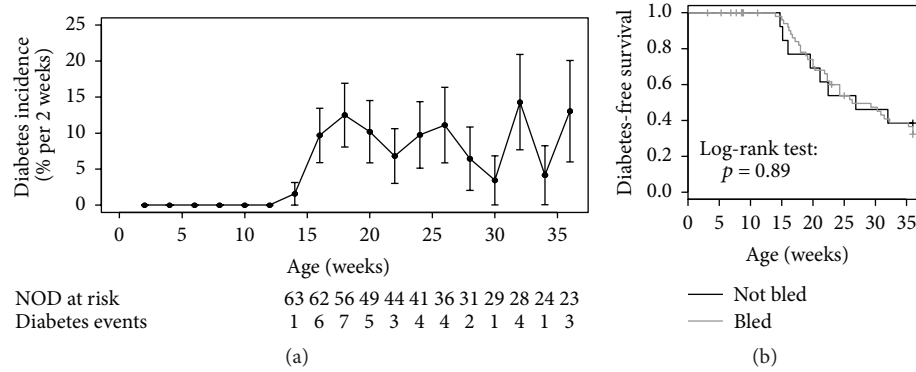 Diabetes incidence
(% per 2 weeks)
25
20
15
10
5
0
0 5 10 15 20 25 30 35
Age (weeks)
NOD at risk 63 62 56 49 44 41 36 31 29 28 24 23
Diabetes events 1 6 7 5 3 4 4 2 1 4 1 3
(a)
Diabetes-free survival
1.0
0.8
0.6
0.4
0.2
0.0
Log-rank test:
p = 0.89
0 5 10 15 20 25 30 35
Age (weeks)
Not bled
Bled
(b)